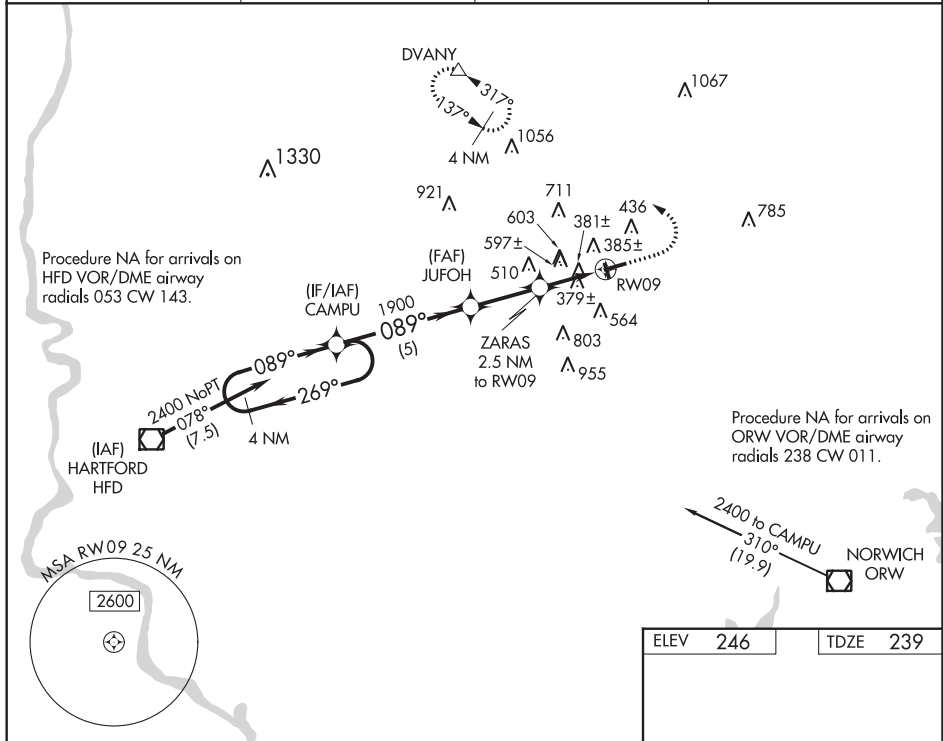 DVANY
317°
137°
4 NM
1067
1056
1330
921
711
603
381±
436
785
597±
385±
510
Procedure NA for arrivals on
HFD VOR/DME airway
radials 053 CW 143.
(FAF)
JUFOH
(IF/IAF)
CAMPU
1900
089°
(5)
RW09
379±
564
ZARAS
2.5 NM
to RW09
803
955
089°
269°
2400 NoPT
078°
(7.5)
4 NM
(IAF)
HARTFORD
HFD
Procedure NA for arrivals on
ORW VOR/DME airway
radials 238 CW 011.
2400 to CAMPU
310°
(19.9)
NORWICH
ORW
MSA RW09 25 NM
2600
ELEV 246
TDZE 239